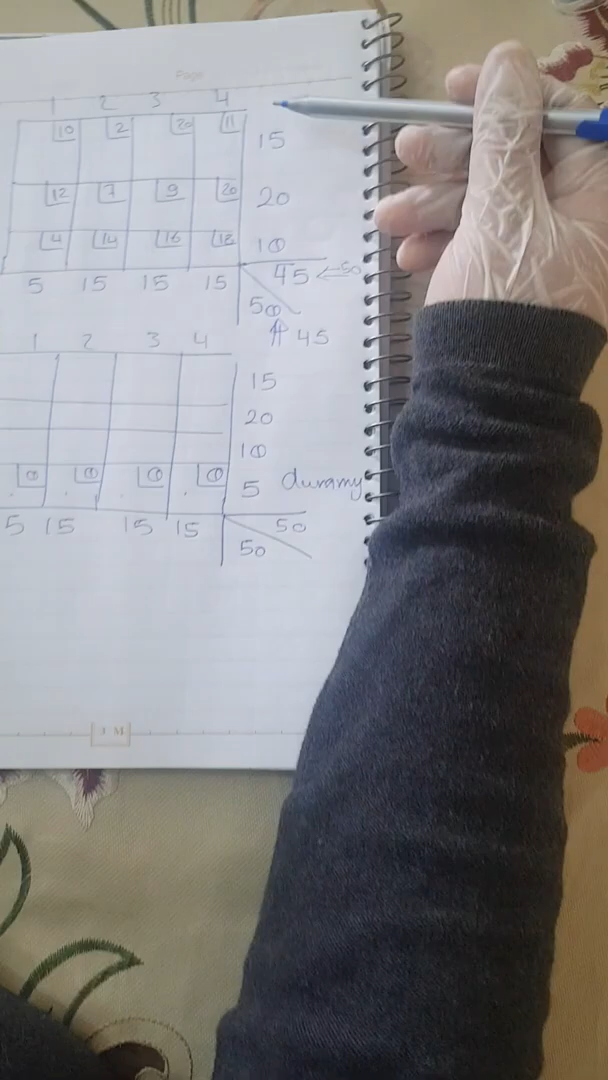 Page
1 2 3 4
10 2 20 11 15
12 7 9 20 20
4 14 16 18 10
5 15 15 15 45 ← 50
50
↑ 45
1 2 3 4
15
20
10
0 0 0 0 5 dummy
5 15 15 15 50
50
M